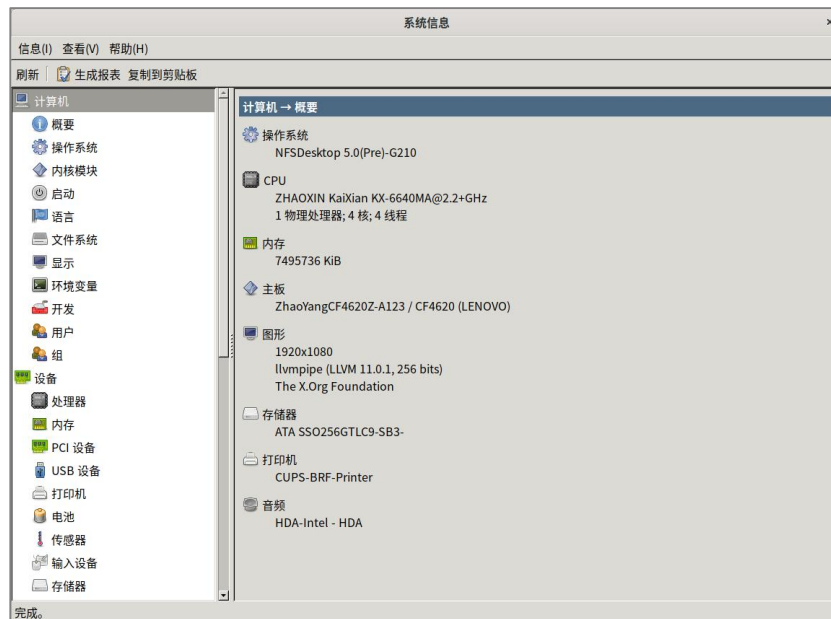 系统信息
信息(I) 查看(V) 帮助(H)
刷新 生成报表 复制到剪贴板
计算机
概要
操作系统
内核模块
启动
语言
文件系统
显示
环境变量
开发
用户
组
设备
处理器
内存
PCI 设备
USB 设备
打印机
电池
传感器
输入设备
存储器
计算机 → 概要
操作系统
NFSDesktop 5.0(Pre)-G210
CPU
ZHAOXIN KaiXian KX-6640MA@2.2+GHz
1 物理处理器; 4 核; 4 线程
内存
7495736 KiB
主板
ZhaoYangCF4620Z-A123 / CF4620 (LENOVO)
图形
1920x1080
llvmpipe (LLVM 11.0.1, 256 bits)
The X.Org Foundation
存储器
ATA SSO256GTLC9-SB3-
打印机
CUPS-BRF-Printer
音频
HDA-Intel - HDA
完成。